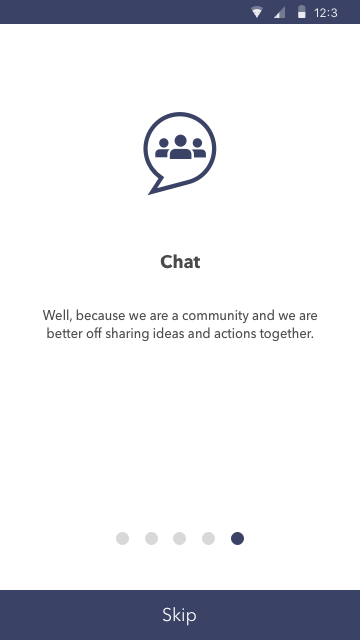 12:3
Chat
Well, because we are a community and we are
better off sharing ideas and actions together.
Skip